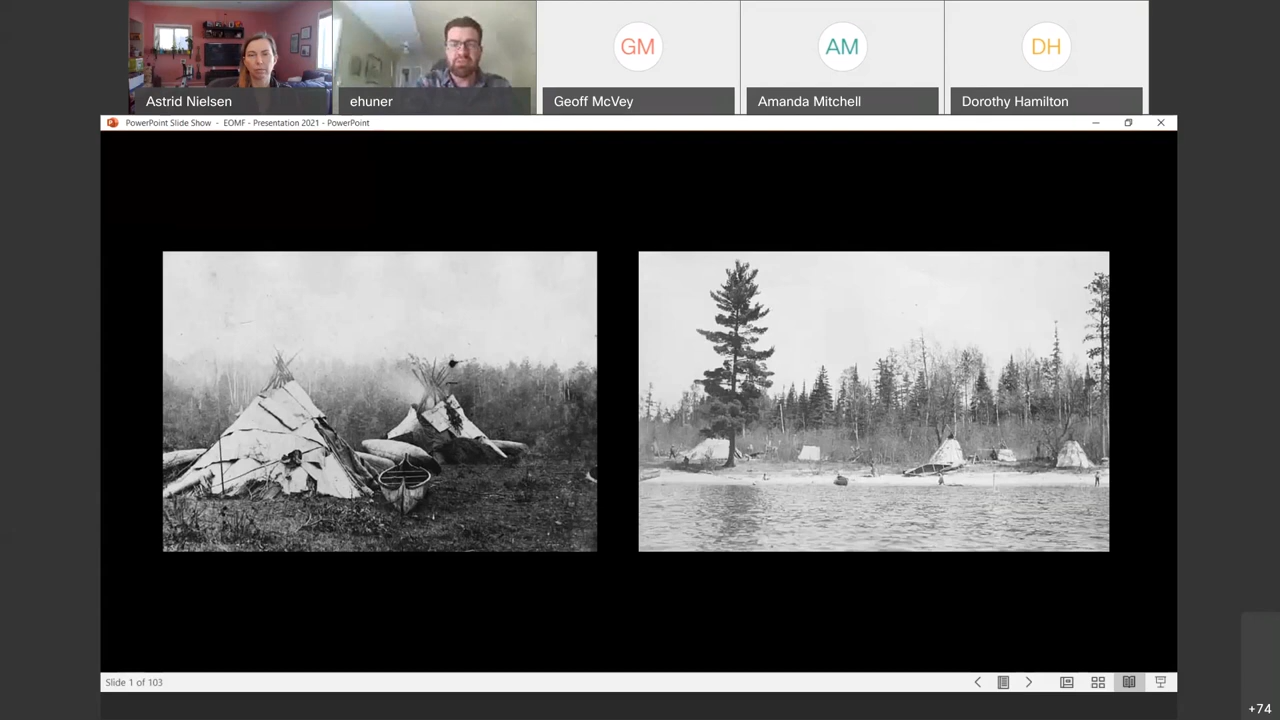 GM
AM
DH
Astrid Nielsen
ehuner
Geoff McVey
Amanda Mitchell
Dorothy Hamilton
PowerPoint Slide Show - EOMF - Presentation 2021 - PowerPoint
Slide 1 of 103
+74